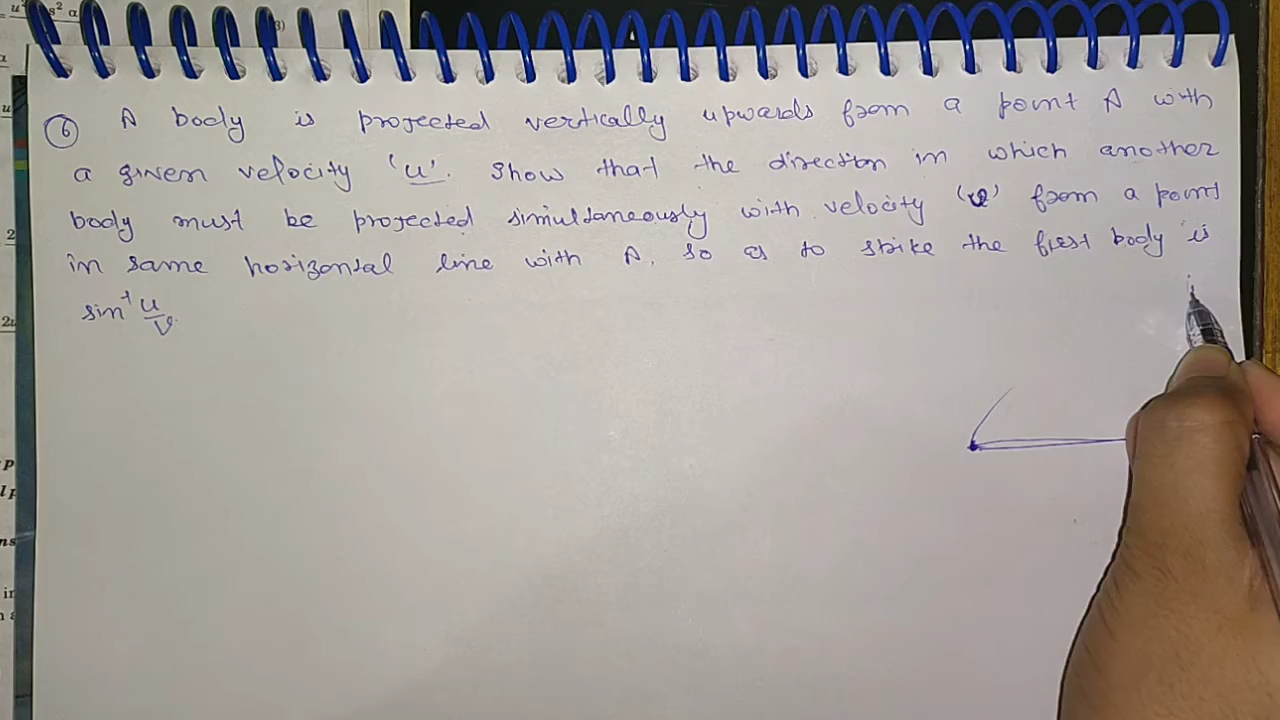 ⑥ A body is projected vertically upwards from a point A with
a given velocity 'u'. Show that the direction in which another
body must be projected simultaneously with velocity 'v' from a point
in same horizontal line with A, so as to strike the first body is
sin⁻¹ u/v.